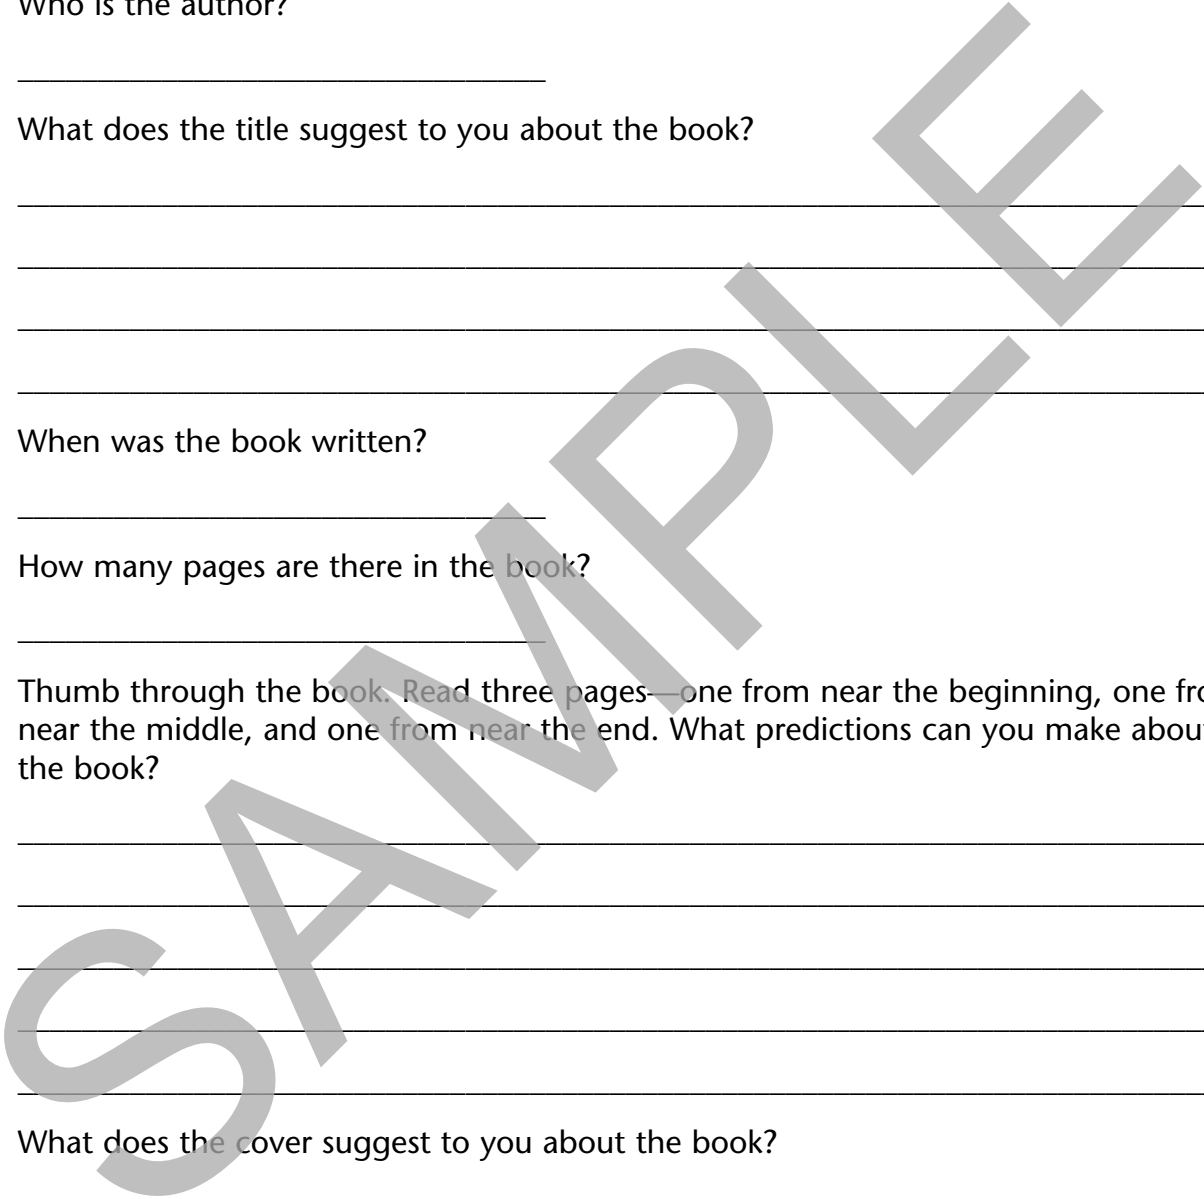 Who is the author?
What does the title suggest to you about the book?
When was the book written?
How many pages are there in the book?
Thumb through the book. Read three pages—one from near the beginning, one fro
near the middle, and one from near the end. What predictions can you make abou
the book?
What does the cover suggest to you about the book?
SAMPLE